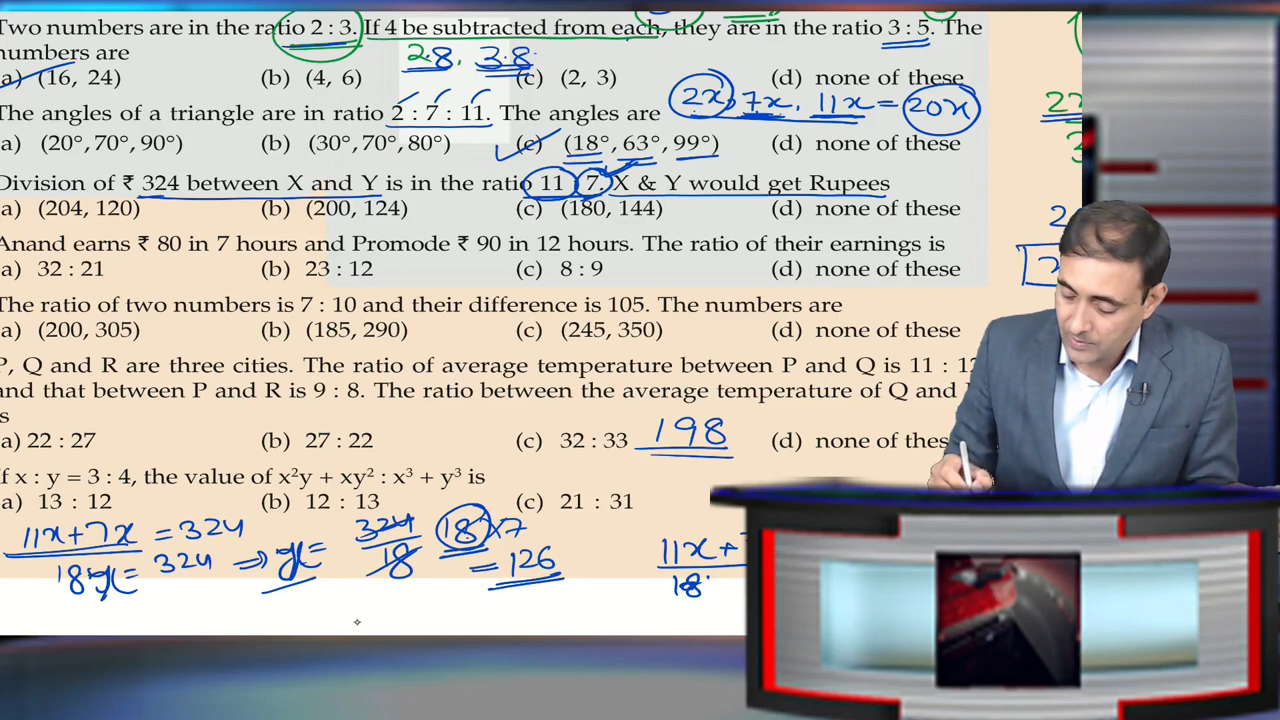 Two numbers are in the ratio 2 : 3. If 4 be subtracted from each, they are in the ratio 3 : 5. The
numbers are
2·8. 3·8.
a) (16, 24) (b) (4, 6) (c) (2, 3) (d) none of these
2x, 7x, 11x = 20x
The angles of a triangle are in ratio 2 : 7 : 11. The angles are
a) (20°, 70°, 90°) (b) (30°, 70°, 80°) (c) (18°, 63°, 99°) (d) none of these
Division of ₹ 324 between X and Y is in the ratio 11 7. X & Y would get Rupees
a) (204, 120) (b) (200, 124) (c) (180, 144) (d) none of these
Anand earns ₹ 80 in 7 hours and Promode ₹ 90 in 12 hours. The ratio of their earnings is
a) 32 : 21 (b) 23 : 12 (c) 8 : 9 (d) none of these
The ratio of two numbers is 7 : 10 and their difference is 105. The numbers are
a) (200, 305) (b) (185, 290) (c) (245, 350) (d) none of these
P, Q and R are three cities. The ratio of average temperature between P and Q is 11 : 12
and that between P and R is 9 : 8. The ratio between the average temperature of Q and
s
a) 22 : 27 (b) 27 : 22 (c) 32 : 33 198 (d) none of thes
If x : y = 3 : 4, the value of x²y + xy² : x³ + y³ is
a) 13 : 12 (b) 12 : 13 (c) 21 : 31
11x+7x = 324 324 18 x7 11x+
18x= 324 ⇒ x= 18 = 126 18